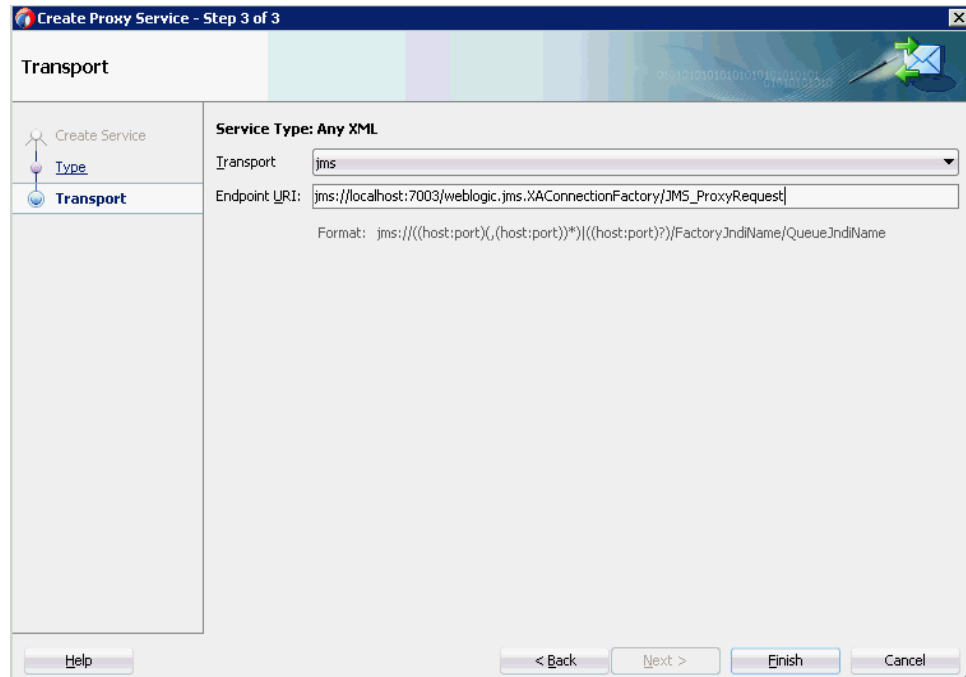 Create Proxy Service - Step 3 of 3
Transport
Create Service
Type
Transport
Service Type: Any XML
Transport jms
Endpoint URI: jms://localhost:7003/weblogic.jms.XAConnectionFactory/JMS_ProxyRequest
Format: jms://((host:port)(,(host:port))*)|((host:port)?)/FactoryJndiName/QueueJndiName
Help < Back Next > Finish Cancel